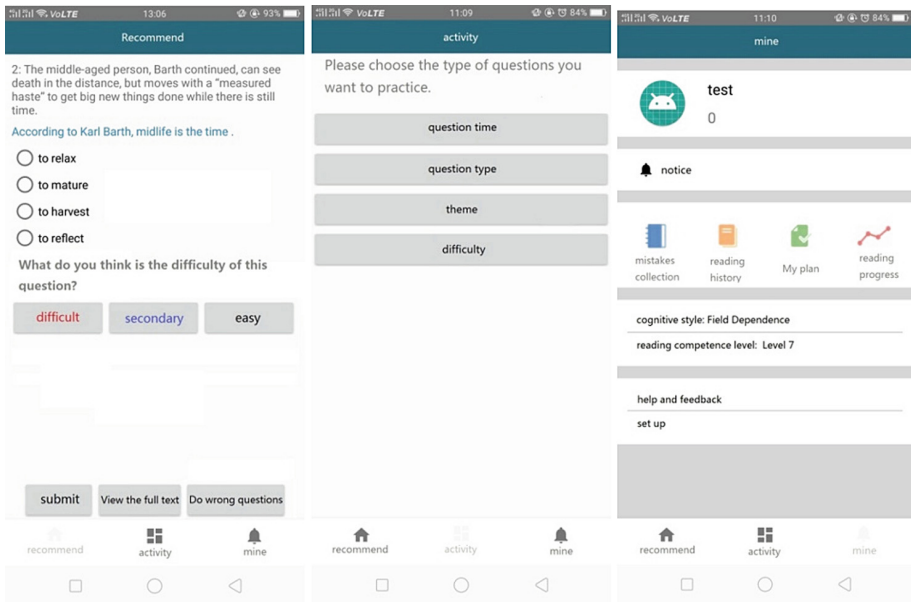 VoLTE 13:06 93%
Recommend
2: The middle-aged person, Barth continued, can see
death in the distance, but moves with a "measured
haste" to get big new things done while there is still
time.
According to Karl Barth, midlife is the time .
to relax
to mature
to harvest
to reflect
What do you think is the difficulty of this
question?
difficult secondary easy
submit View the full text Do wrong questions
recommend activity mine
VoLTE 11:09 84%
activity
Please choose the type of questions you
want to practice.
question time
question type
theme
difficulty
recommend activity mine
VoLTE 11:10 84%
mine
test
0
notice
mistakes
collection
reading
history
My plan
reading
progress
cognitive style: Field Dependence
reading competence level: Level 7
help and feedback
set up
recommend activity mine